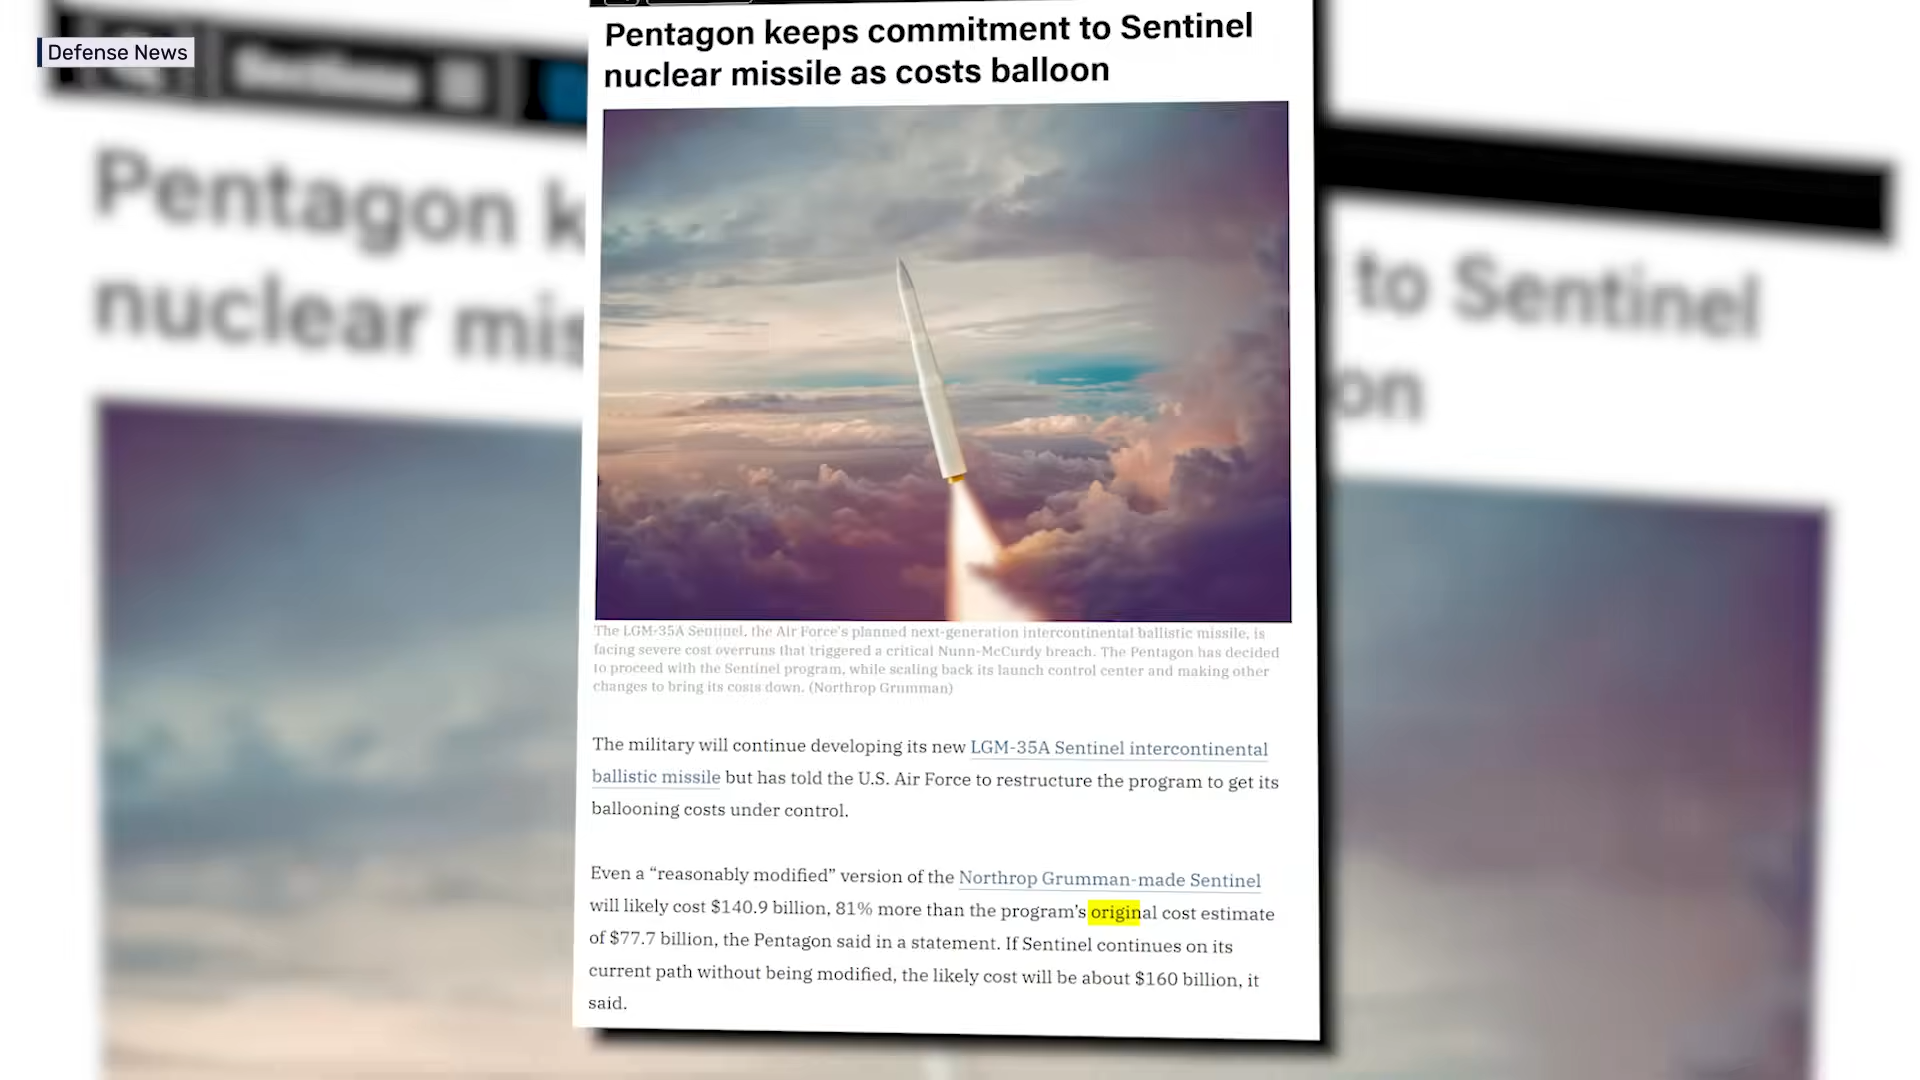 Defense News
Pentagon keeps commitment to Sentinel
nuclear missile as costs balloon
The LGM-35A Sentinel, the Air Force's planned next-generation intercontinental ballistic missile, is
facing severe cost overruns that triggered a critical Nunn-McCurdy breach. The Pentagon has decided
to proceed with the Sentinel program, while scaling back its launch control center and making other
changes to bring its costs down. (Northrop Grumman)
The military will continue developing its new LGM-35A Sentinel intercontinental
ballistic missile but has told the U.S. Air Force to restructure the program to get its
ballooning costs under control.
Even a “reasonably modified” version of the Northrop Grumman-made Sentinel
will likely cost $140.9 billion, 81% more than the program's original cost estimate
of $77.7 billion, the Pentagon said in a statement. If Sentinel continues on its
current path without being modified, the likely cost will be about $160 billion, it
said.
Sections
Pentagon k
nuclear mis
to Sentinel
on